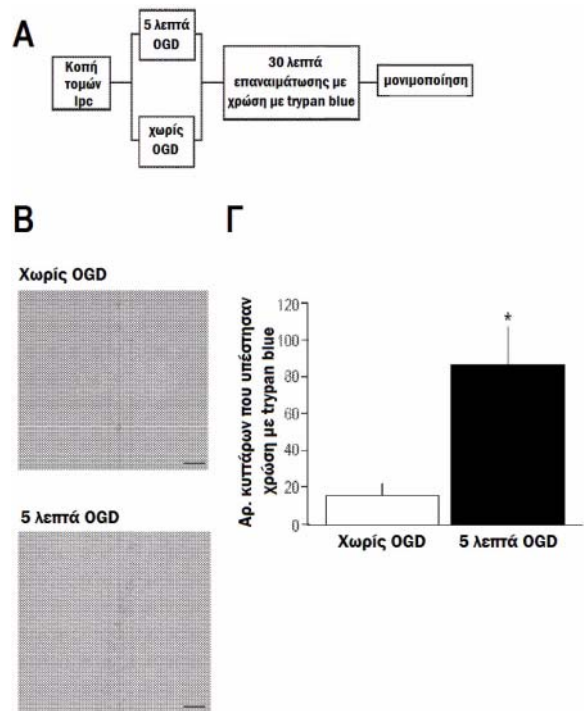 A
Κοπή
τομών
Ipc
5 λεπτά
OGD
χωρίς
OGD
30 λεπτά
επαναιμάτωσης με
χρώση με trypan blue
μονιμοποίηση
B
Χωρίς OGD
5 λεπτά OGD
Γ
Αρ. κυττάρων που υπέστησαν
χρώση με trypan blue
120
100
80
60
40
20
0
*
Χωρίς OGD
5 λεπτά OGD